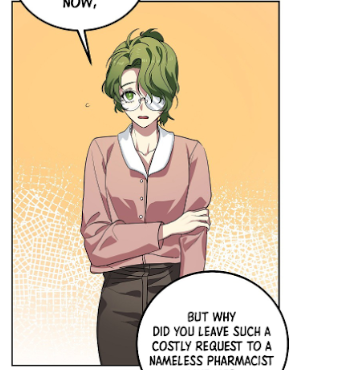 NOW,
BUT WHY
DID YOU LEAVE SUCH A
COSTLY REQUEST TO A
NAMELESS PHARMACIST